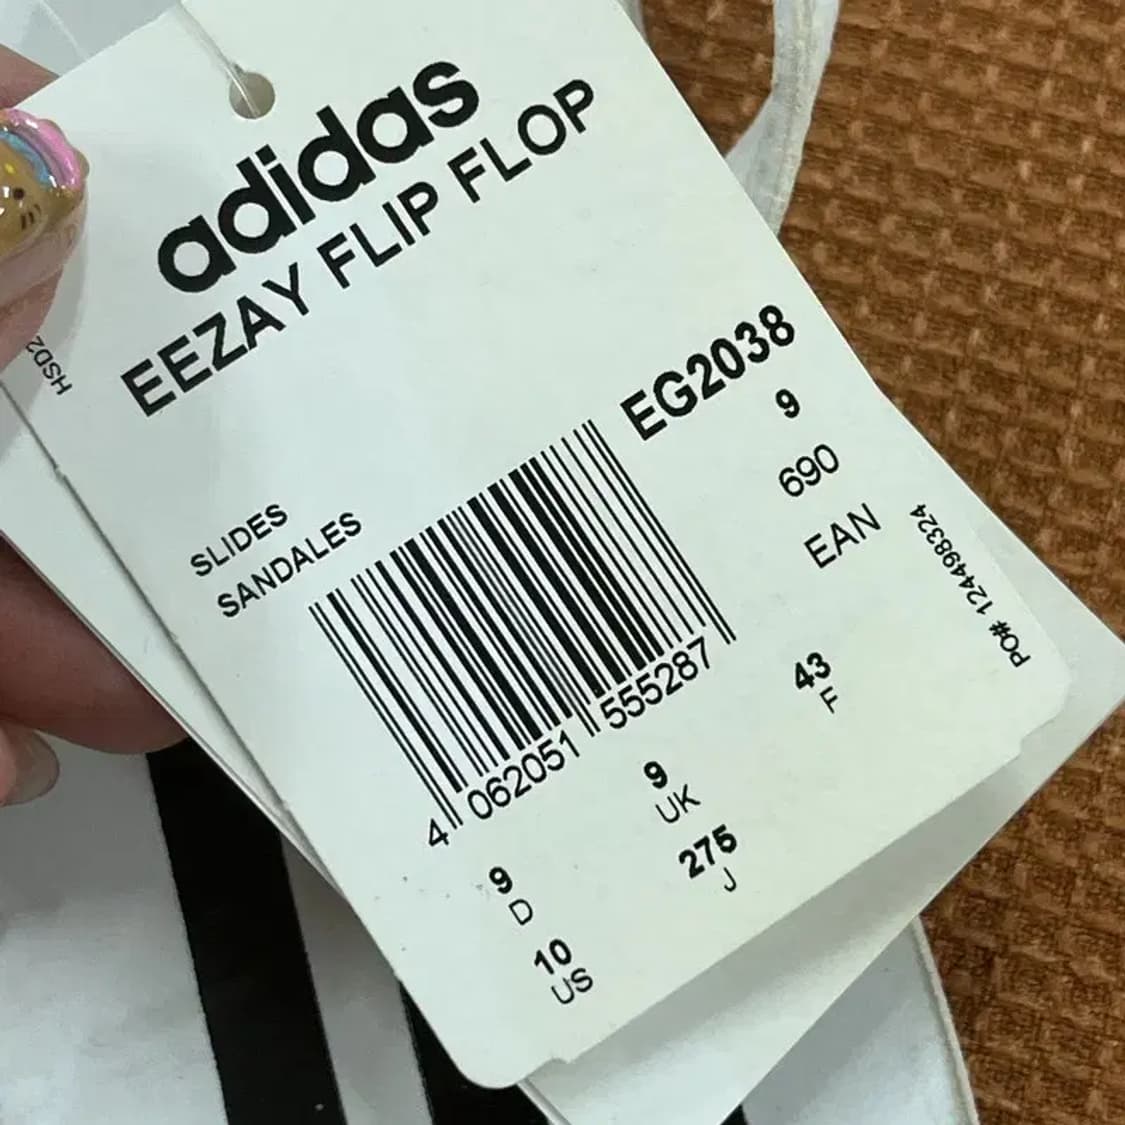 adidas
EEZAY FLIP FLOP
EG2038
9
690
EAN
SLIDES
SANDALES
4 062051 555287
PO# 124498324
43
F
9
UK
275
J
9
D
10
US